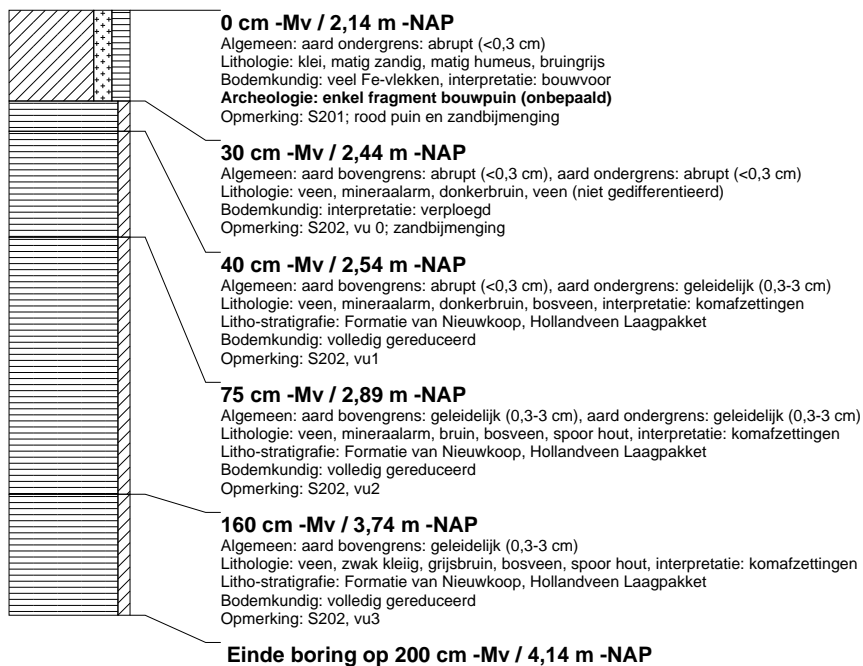 0 cm -Mv / 2,14 m -NAP
Algemeen: aard ondergrens: abrupt (<0,3 cm)
Lithologie: klei, matig zandig, matig humeus, bruingrijs
Bodemkundig: veel Fe-vlekken, interpretatie: bouwvoor
Archeologie: enkel fragment bouwpuin (onbepaald)
Opmerking: S201; rood puin en zandbijmenging
30 cm -Mv / 2,44 m -NAP
Algemeen: aard bovengrens: abrupt (<0,3 cm), aard ondergrens: abrupt (<0,3 cm)
Lithologie: veen, mineraalarm, donkerbruin, veen (niet gedifferentieerd)
Bodemkundig: interpretatie: verploegd
Opmerking: S202, vu 0; zandbijmenging
40 cm -Mv / 2,54 m -NAP
Algemeen: aard bovengrens: abrupt (<0,3 cm), aard ondergrens: geleidelijk (0,3-3 cm)
Lithologie: veen, mineraalarm, donkerbruin, bosveen, interpretatie: komafzettingen
Litho-stratigrafie: Formatie van Nieuwkoop, Hollandveen Laagpakket
Bodemkundig: volledig gereduceerd
Opmerking: S202, vu1
75 cm -Mv / 2,89 m -NAP
Algemeen: aard bovengrens: geleidelijk (0,3-3 cm), aard ondergrens: geleidelijk (0,3-3 cm)
Lithologie: veen, mineraalarm, bruin, bosveen, spoor hout, interpretatie: komafzettingen
Litho-stratigrafie: Formatie van Nieuwkoop, Hollandveen Laagpakket
Bodemkundig: volledig gereduceerd
Opmerking: S202, vu2
160 cm -Mv / 3,74 m -NAP
Algemeen: aard bovengrens: geleidelijk (0,3-3 cm)
Lithologie: veen, zwak kleiig, grijsbruin, bosveen, spoor hout, interpretatie: komafzettingen
Litho-stratigrafie: Formatie van Nieuwkoop, Hollandveen Laagpakket
Bodemkundig: volledig gereduceerd
Opmerking: S202, vu3
Einde boring op 200 cm -Mv / 4,14 m -NAP